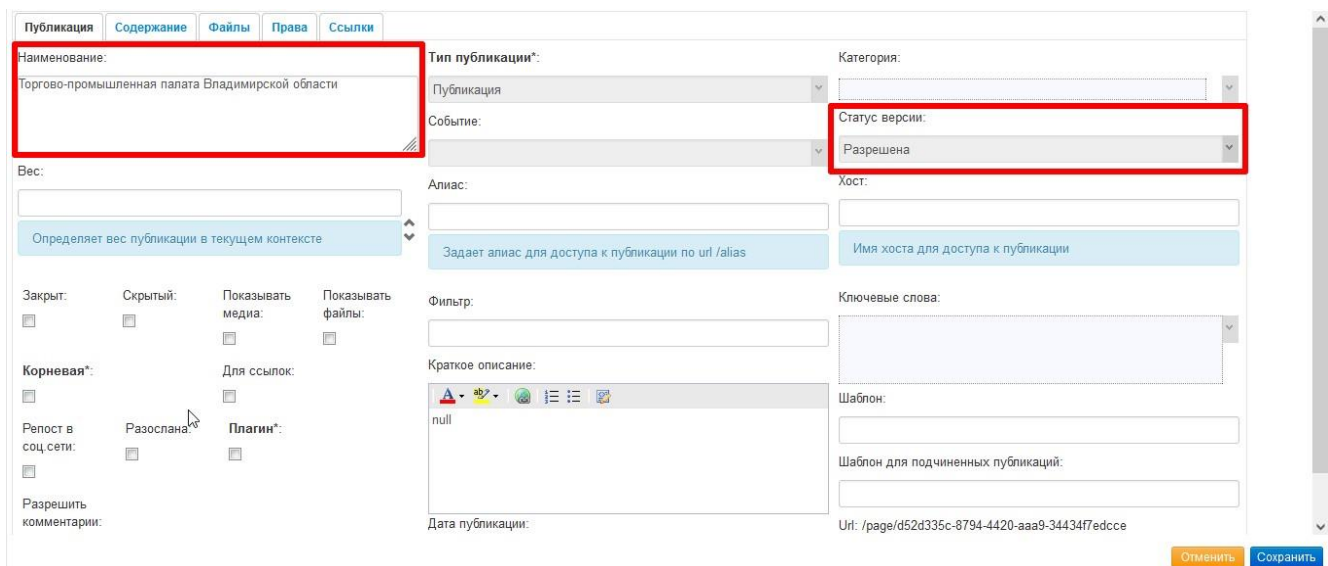 Публикация Содержание Файлы Права Ссылки
Наименование:
Торгово-промышленная палата Владимирской области
Вес:
Определяет вес публикации в текущем контексте
Закрыт: Скрытый: Показывать медиа: Показывать файлы:
Корневая*: Для ссылок:
Репост в соц.сети: Разослана: Плагин*:
Разрешить комментарии:
Тип публикации*:
Публикация
Событие:
Алиас:
Задает алиас для доступа к публикации по url /alias
Фильтр:
Краткое описание:
null
Дата публикации:
Категория:
Статус версии:
Разрешена
Хост:
Имя хоста для доступа к публикации
Ключевые слова:
Шаблон:
Шаблон для подчиненных публикаций:
Url: /page/d52d335c-8794-4420-aaa9-34434f7edcce
Отменить Сохранить